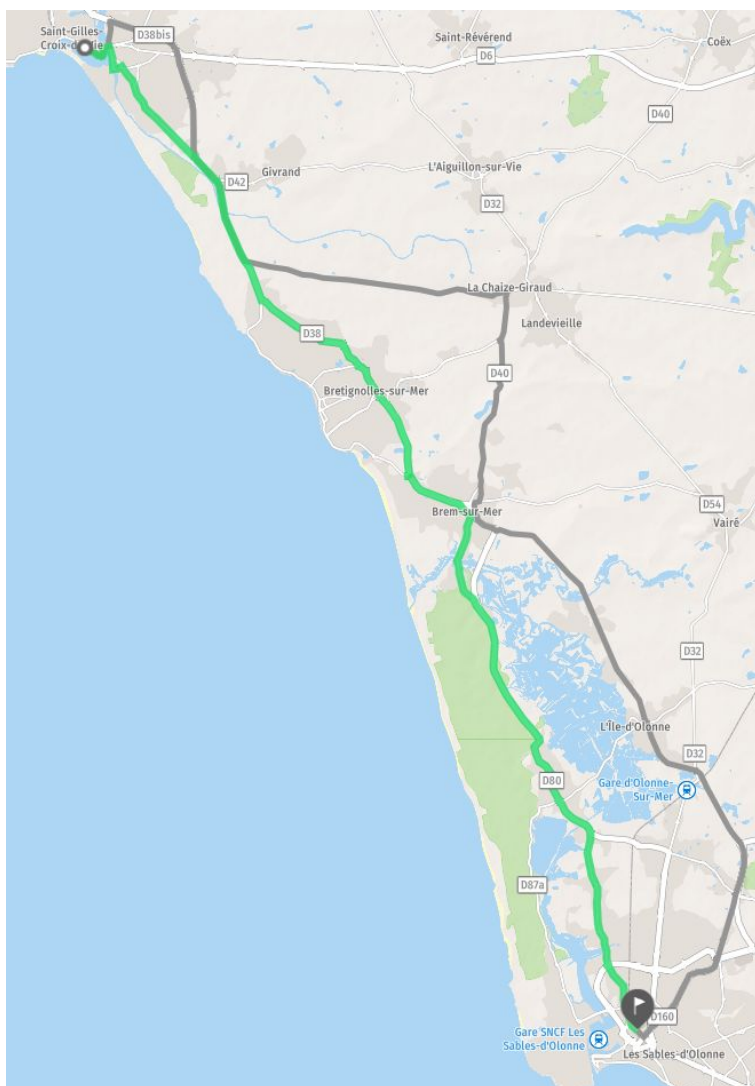 Saint-Gilles-
Croix-de-Vie
D38bis
Saint-Révérend
D6
Coëx
D40
Givrand
D42
L'Aiguillon-sur-Vie
D32
La Chaize-Giraud
Landevieille
D38
D40
Bretignolles-sur-Mer
Brem-sur-Mer
D54
Vairé
D32
L'Île-d'Olonne
D32
Gare d'Olonne-
Sur-Mer
D80
D87a
D160
Gare SNCF Les
Sables-d'Olonne
Les Sables-d'Olonne